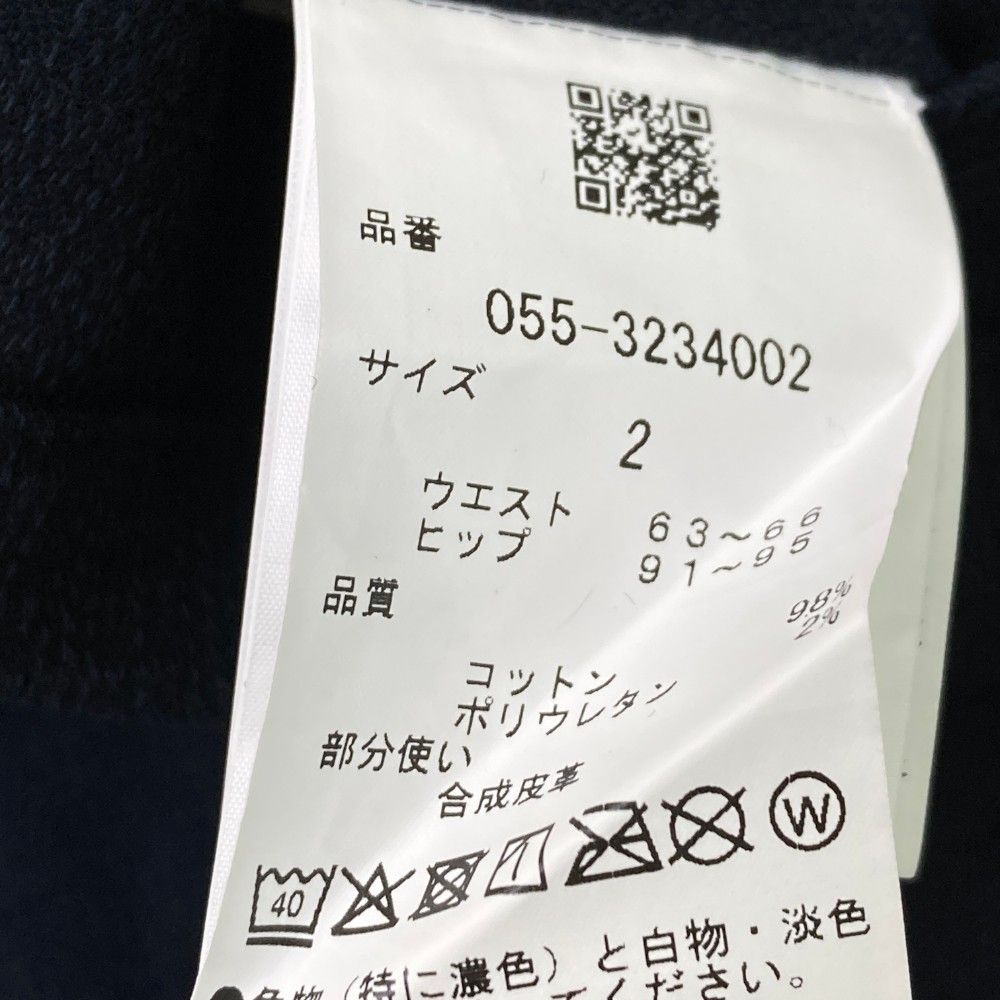 品番
055-3234002
サイズ
2
ウエスト 63~66
ヒップ 91~95
品質
コットン 98%
ポリウレタン 2%
部分使い
合成皮革
40 W
色物(特に濃色)と白物・淡色
ください。